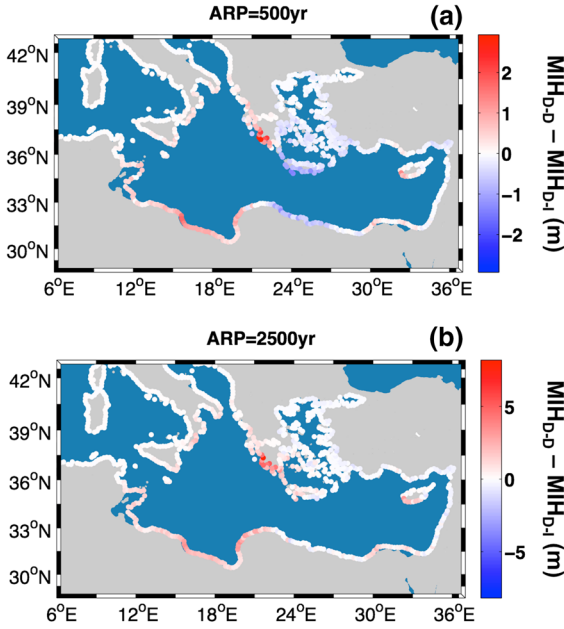 ARP=500yr
(a)
42°N
39°N
36°N
33°N
30°N
6°E 12°E 18°E 24°E 30°E 36°E
2
1
0
−1
−2
MIH_D-D − MIH_D-I (m)
ARP=2500yr
(b)
42°N
39°N
36°N
33°N
30°N
6°E 12°E 18°E 24°E 30°E 36°E
5
0
−5
MIH_D-D − MIH_D-I (m)